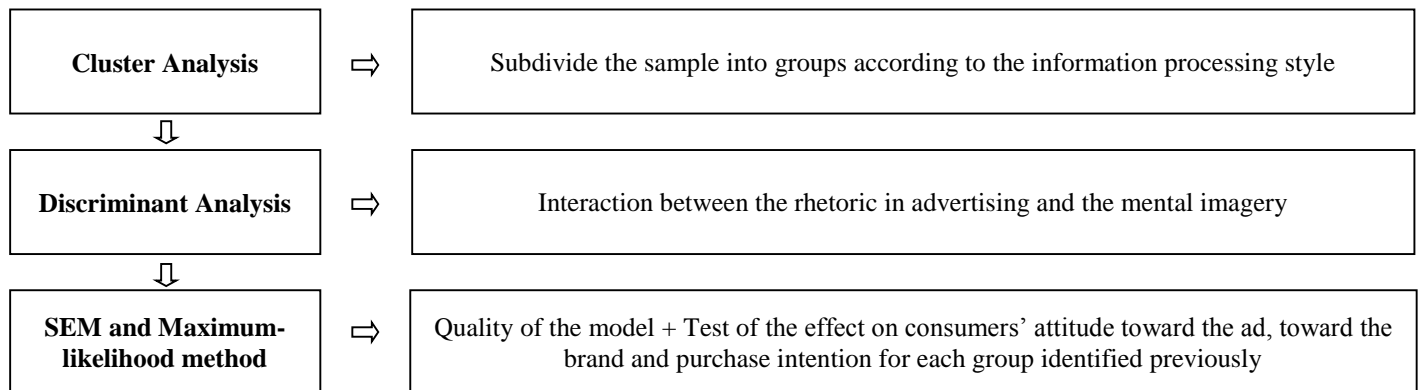 Cluster Analysis
⇨
Subdivide the sample into groups according to the information processing style
⇩
Discriminant Analysis
⇨
Interaction between the rhetoric in advertising and the mental imagery
⇩
SEM and Maximum-
likelihood method
⇨
Quality of the model + Test of the effect on consumers’ attitude toward the ad, toward the
brand and purchase intention for each group identified previously